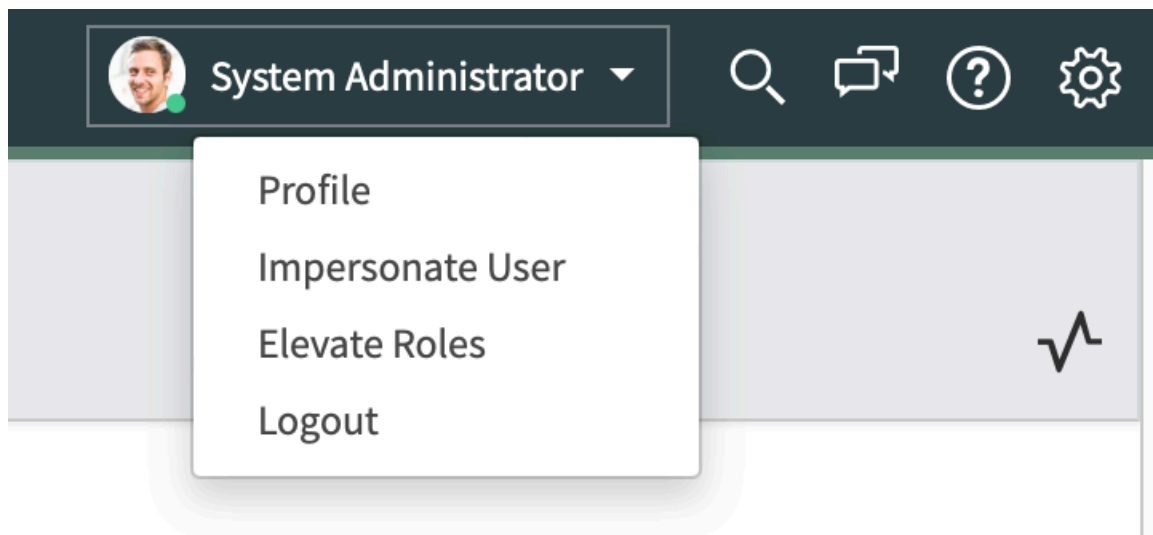 System Administrator
Profile
Impersonate User
Elevate Roles
Logout